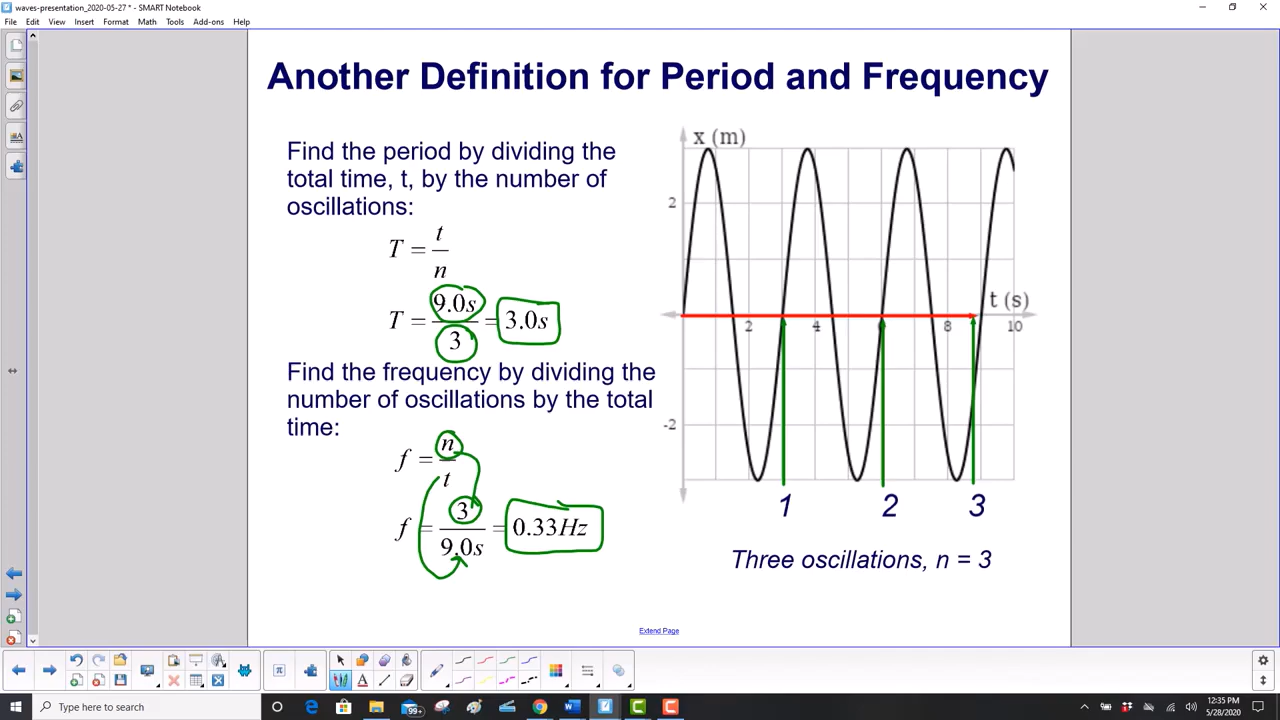 waves-presentation_2020-05-27 * - SMART Notebook
File Edit View Insert Format Math Tools Add-ons Help
Another Definition for Period and Frequency
Find the period by dividing the
total time, t, by the number of
oscillations:
T = t/n
T = 9.0s/3 = 3.0s
Find the frequency by dividing the
number of oscillations by the total
time:
f = n/t
f = 3/9.0s = 0.33Hz
x (m)
2
t (s)
2 4 6 8 10
-2
1 2 3
Three oscillations, n = 3
Extend Page
Type here to search
99+
12:35 PM
5/28/2020